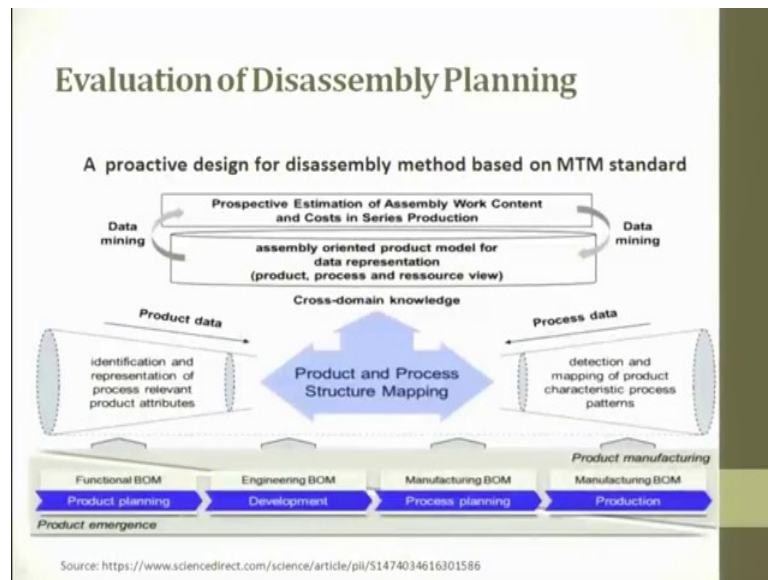 Evaluation of Disassembly Planning
A proactive design for disassembly method based on MTM standard
Prospective Estimation of Assembly Work Content
and Costs in Series Production
Data
mining
Data
mining
assembly oriented product model for
data representation
(product, process and ressource view)
Cross-domain knowledge
Product data
Process data
identification and
representation of
process relevant
product attributes
Product and Process
Structure Mapping
detection and
mapping of product
characteristic process
patterns
Product manufacturing
Functional BOM
Engineering BOM
Manufacturing BOM
Manufacturing BOM
Product planning
Development
Process planning
Production
Product emergence
Source: https://www.sciencedirect.com/science/article/pii/S1474034616301586